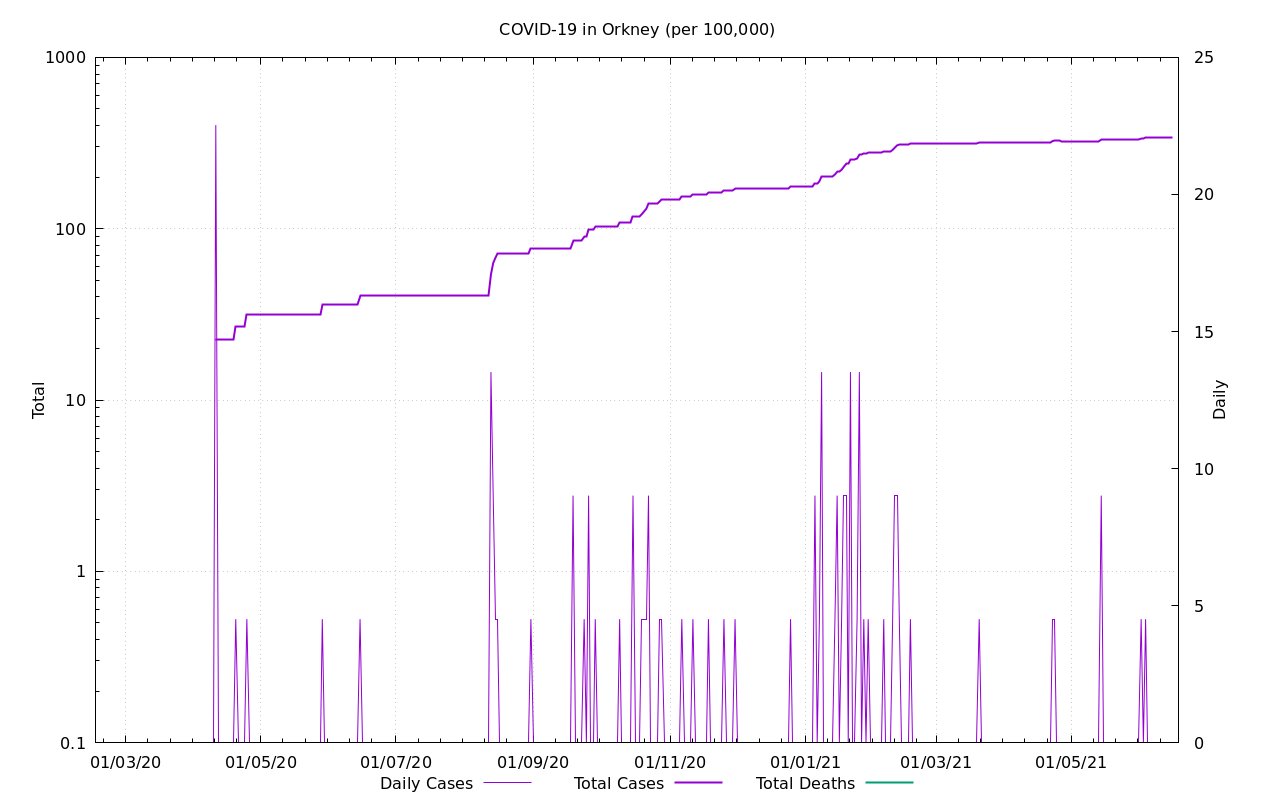 COVID-19 in Orkney (per 100,000)
1000
100
10
1
0.1
Total
25
20
15
10
5
0
Daily
01/03/20 01/05/20 01/07/20 01/09/20 01/11/20 01/01/21 01/03/21 01/05/21
Daily Cases Total Cases Total Deaths